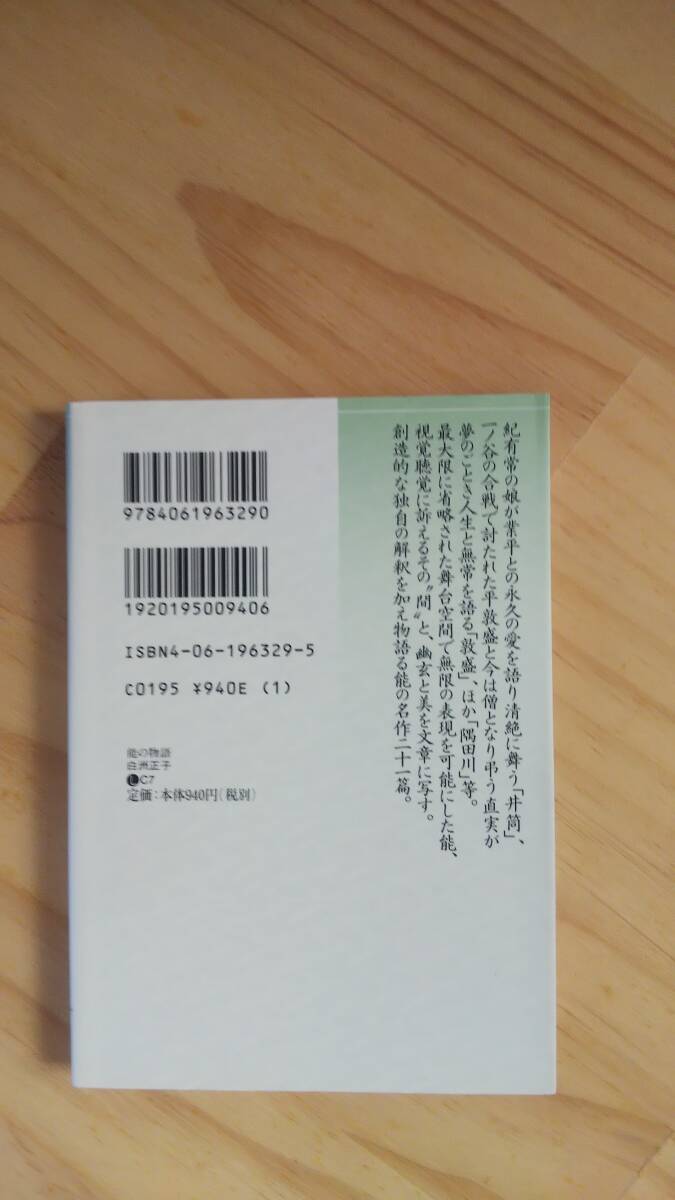 紀有常の娘が業平との永久の愛を語り清絶に舞う「井筒」、
一ノ谷の合戦で討たれた平敦盛と今は僧となり弔う直実が
夢のごとき人生と無常を語る「敦盛」、ほか「隅田川」等。
最大限に省略された舞台空間で無限の表現を可能にした能、
視覚聴覚に訴えるその〝間〟と、幽玄と美を文章に写す。
創造的な独自の解釈を加え物語る能の名作二十一篇。
9784061963290
1920195009406
ISBN4-06-196329-5
C0195 ¥940E (1)
能の物語
白洲正子
L C7
定価:本体940円(税別)